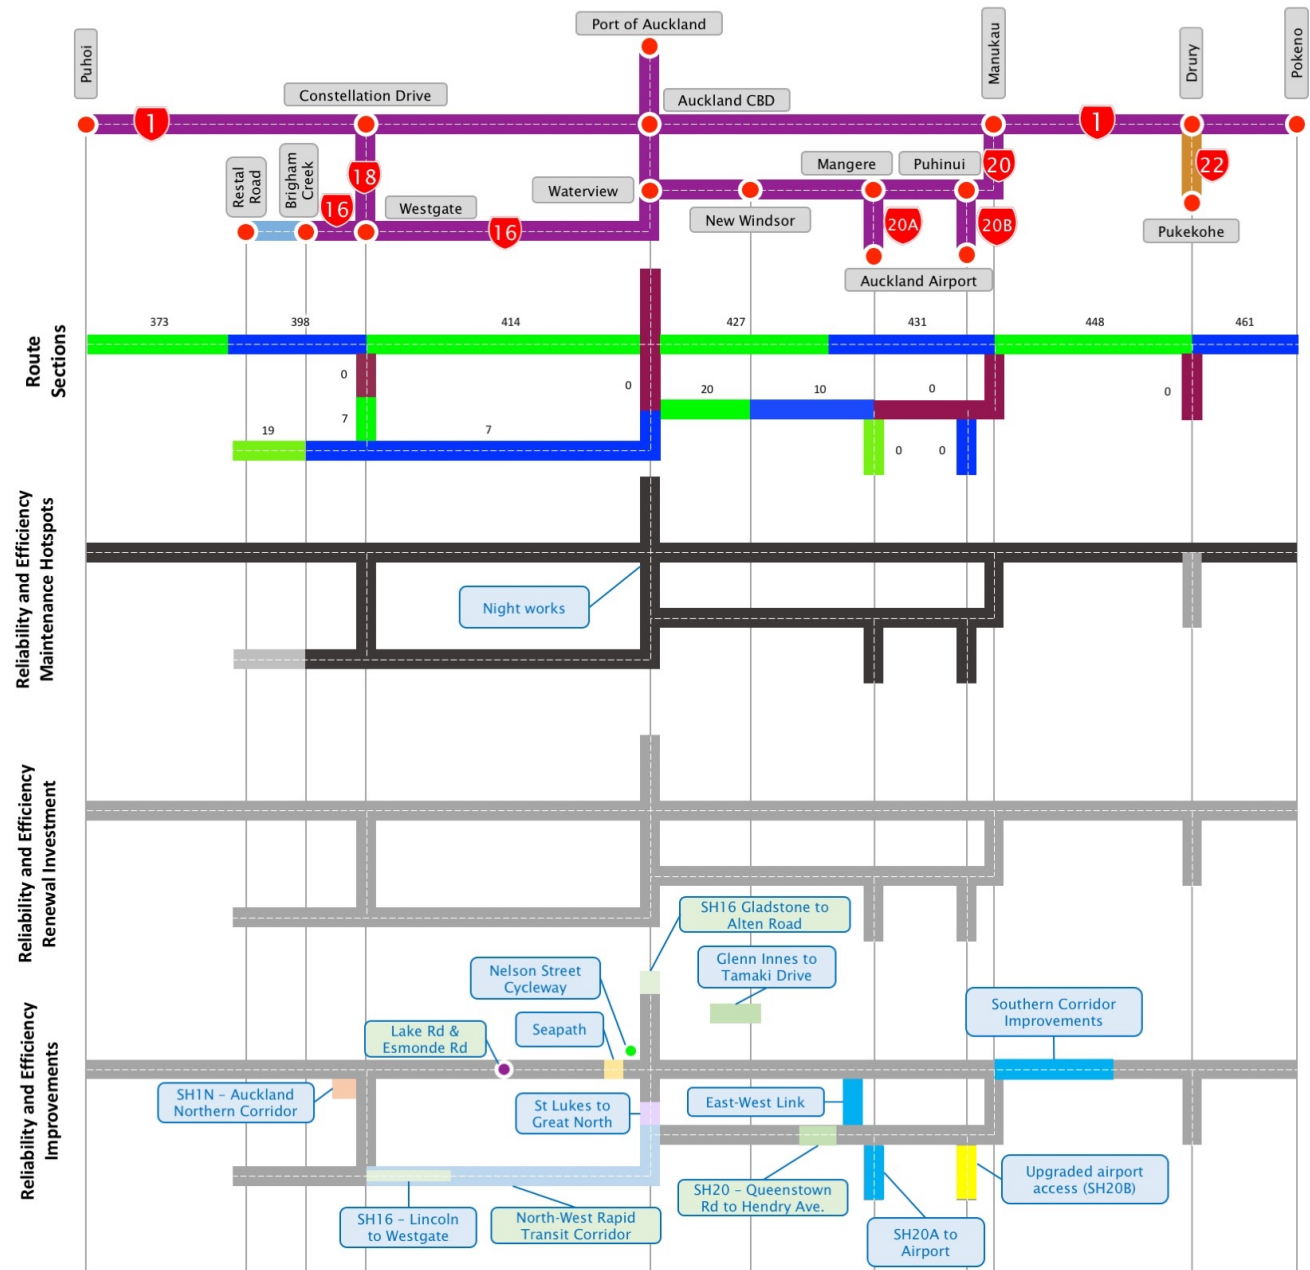 Port of Auckland
Puhoi
Manukau
Drury
Pokeno
Constellation Drive
Auckland CBD
1
1
Restal
Road
Brigham
Creek
18
16
Westgate
16
Waterview
New Windsor
Mangere
Puhinui
20
20A
20B
22
Pukekohe
Auckland Airport
Route
Sections
373
398
414
427
431
448
461
0
7
0
20
10
0
0
19
7
0
0
Reliability and Efficiency
Maintenance Hotspots
Night works
Reliability and Efficiency
Renewal Investment
Reliability and Efficiency
Improvements
SH16 Gladstone to
Alten Road
Nelson Street
Cycleway
Glenn Innes to
Tamaki Drive
Seapath
Lake Rd &
Esmonde Rd
Southern Corridor
Improvements
SH1N – Auckland
Northern Corridor
St Lukes to
Great North
East-West Link
Upgraded airport
access (SH20B)
SH20 – Queenstown
Rd to Hendry Ave.
SH16 – Lincoln
to Westgate
North-West Rapid
Transit Corridor
SH20A to
Airport